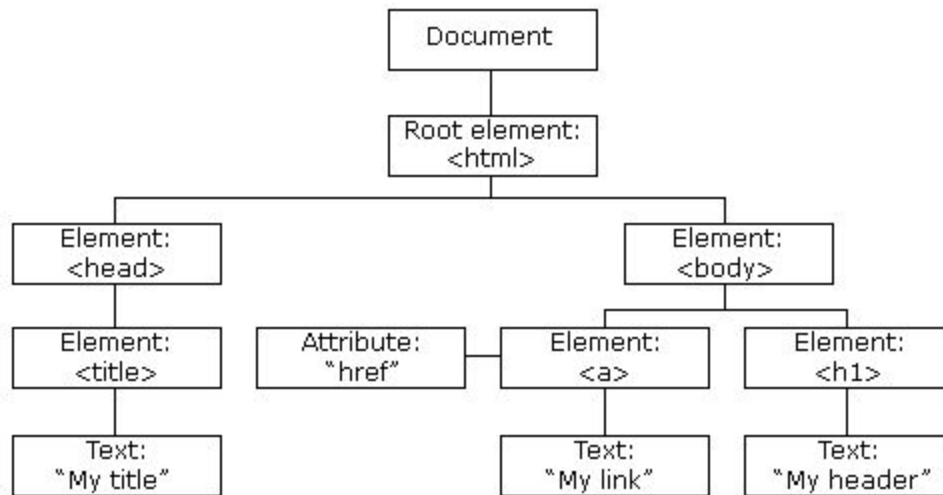 Document
Root element:
<html>
Element:
<head>
Element:
<body>
Element:
<title>
Attribute:
“href”
Element:
<a>
Element:
<h1>
Text:
“My title”
Text:
“My link”
Text:
“My header”